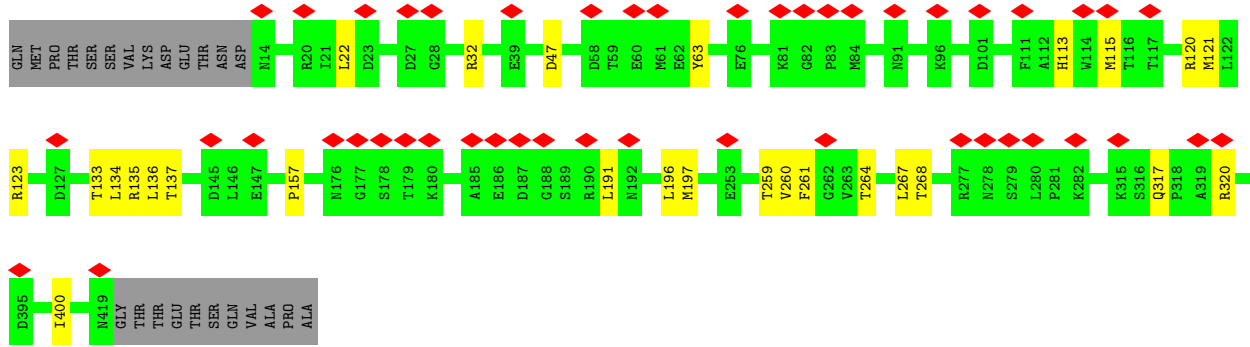 GLN MET PRO THR SER SER VAL LYS ASP GLU THR ASN ASP N14 R20 I21 L22 D23 D27 G28 R32 E39 D47 D58 T59 E60 M61 E62 Y63 E76 K81 G82 P83 M84 N91 K96 D101 F111 A112 H113 W114 M115 T116 T117 R120 M121 L122
R123 D127 T133 L134 R135 L136 T137 D145 L146 E147 P157 N176 G177 S178 T179 K180 A185 E186 D187 G188 S189 R190 L191 N192 L196 M197 E253 T259 V260 F261 G262 V263 T264 L267 T268 R277 N278 S279 L280 P281 K282 K315 S316 Q317 P318 A319 R320
D395 I400 N419 GLY THR THR GLU THR SER GLN VAL ALA PRO ALA